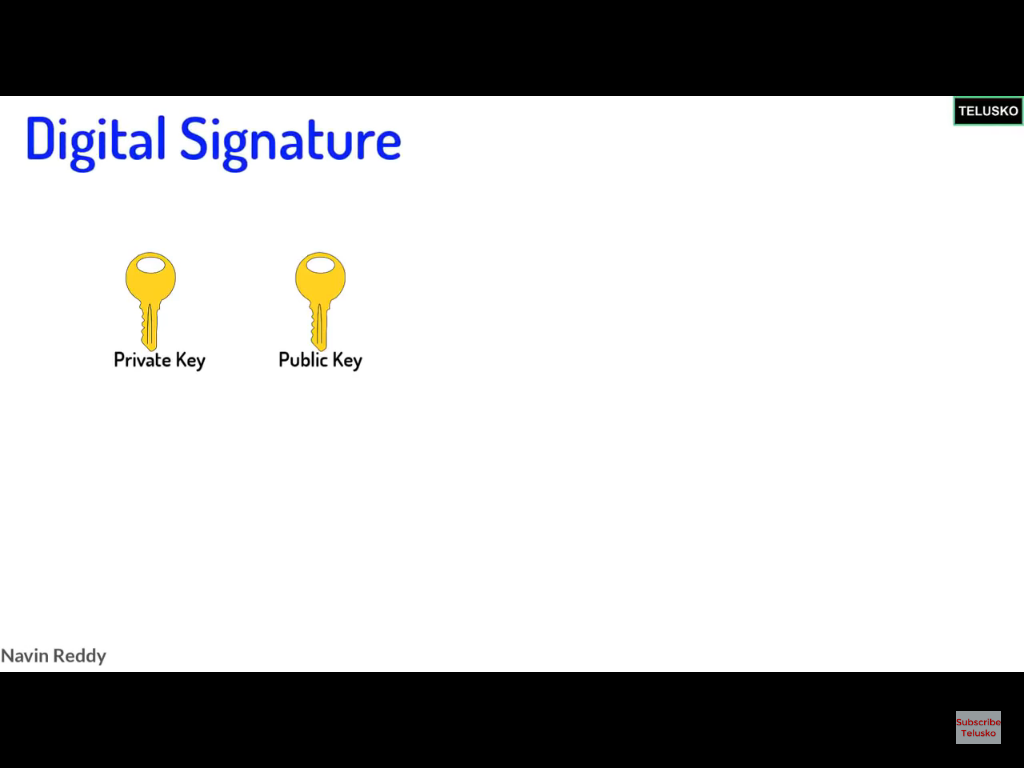 TELUSKO
Digital Signature
Private Key
Public Key
Navin Reddy
Subscribe
Telusko